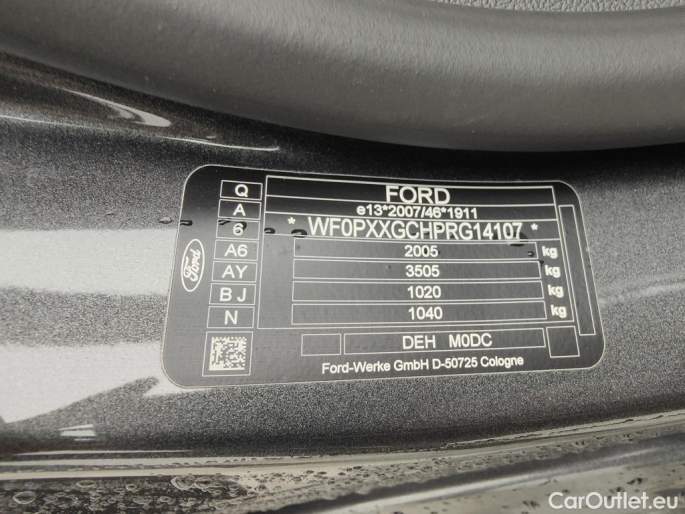 Q FORD
A e13*2007/46*1911
6 * WF0PXXGCHPRG14107 *
A6 2005 kg
AY 3505 kg
B J 1020 kg
N 1040 kg
Ford
DEH M0DC
Ford-Werke GmbH D-50725 Cologne
CarOutlet.eu